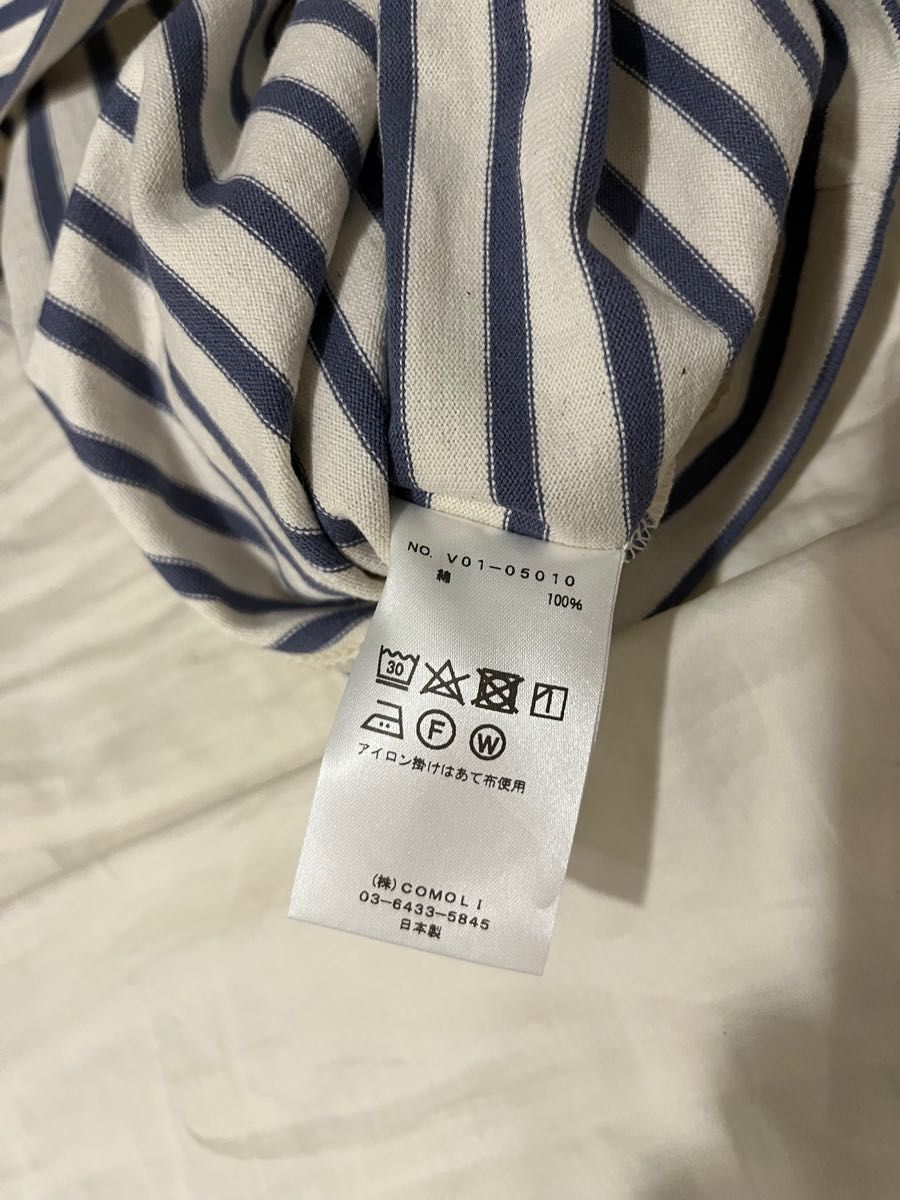 NO. V01-05010
綿 100%
30
F W
アイロン掛けはあて布使用
(株)COMOLI
03-6433-5845
日本製